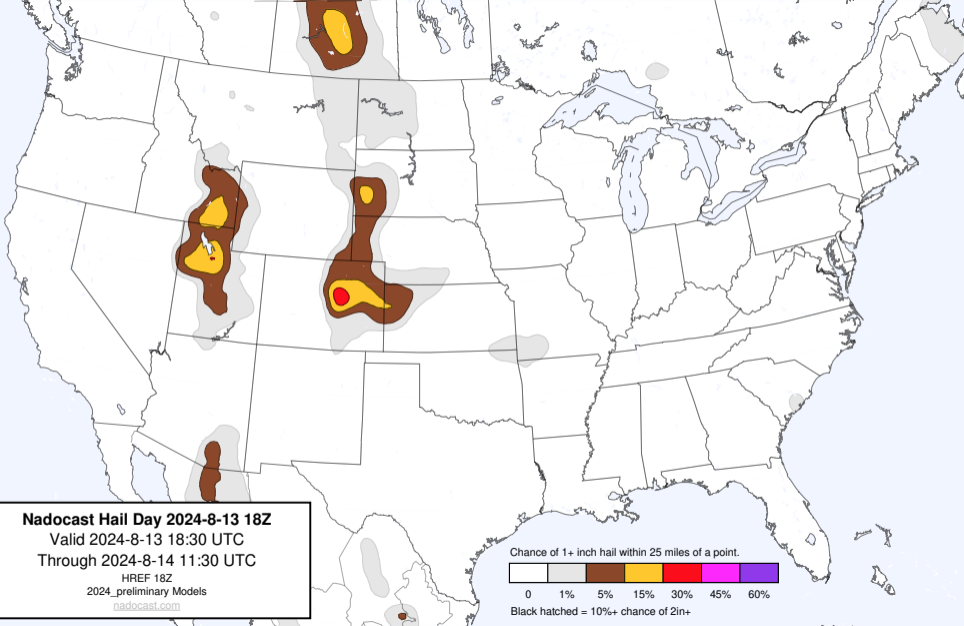 Nadocast Hail Day 2024-8-13 18Z
Valid 2024-8-13 18:30 UTC
Through 2024-8-14 11:30 UTC
HREF 18Z
2024_preliminary Models
nadocast.com
Chance of 1+ inch hail within 25 miles of a point.
0 1% 5% 15% 30% 45% 60%
Black hatched = 10%+ chance of 2in+